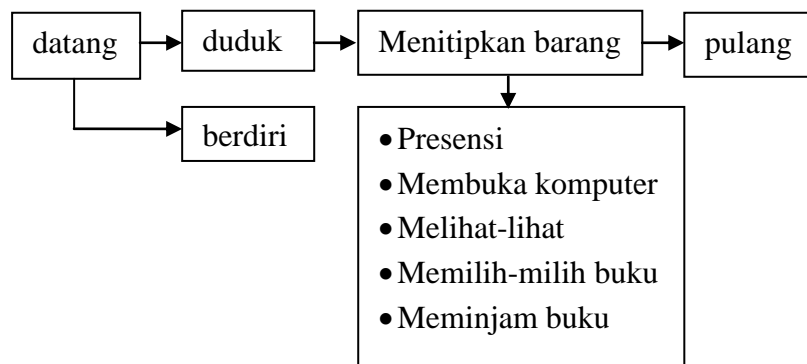 datang
duduk
Menitipkan barang
pulang
berdiri
•Presensi
•Membuka komputer
•Melihat-lihat
•Memilih-milih buku
•Meminjam buku